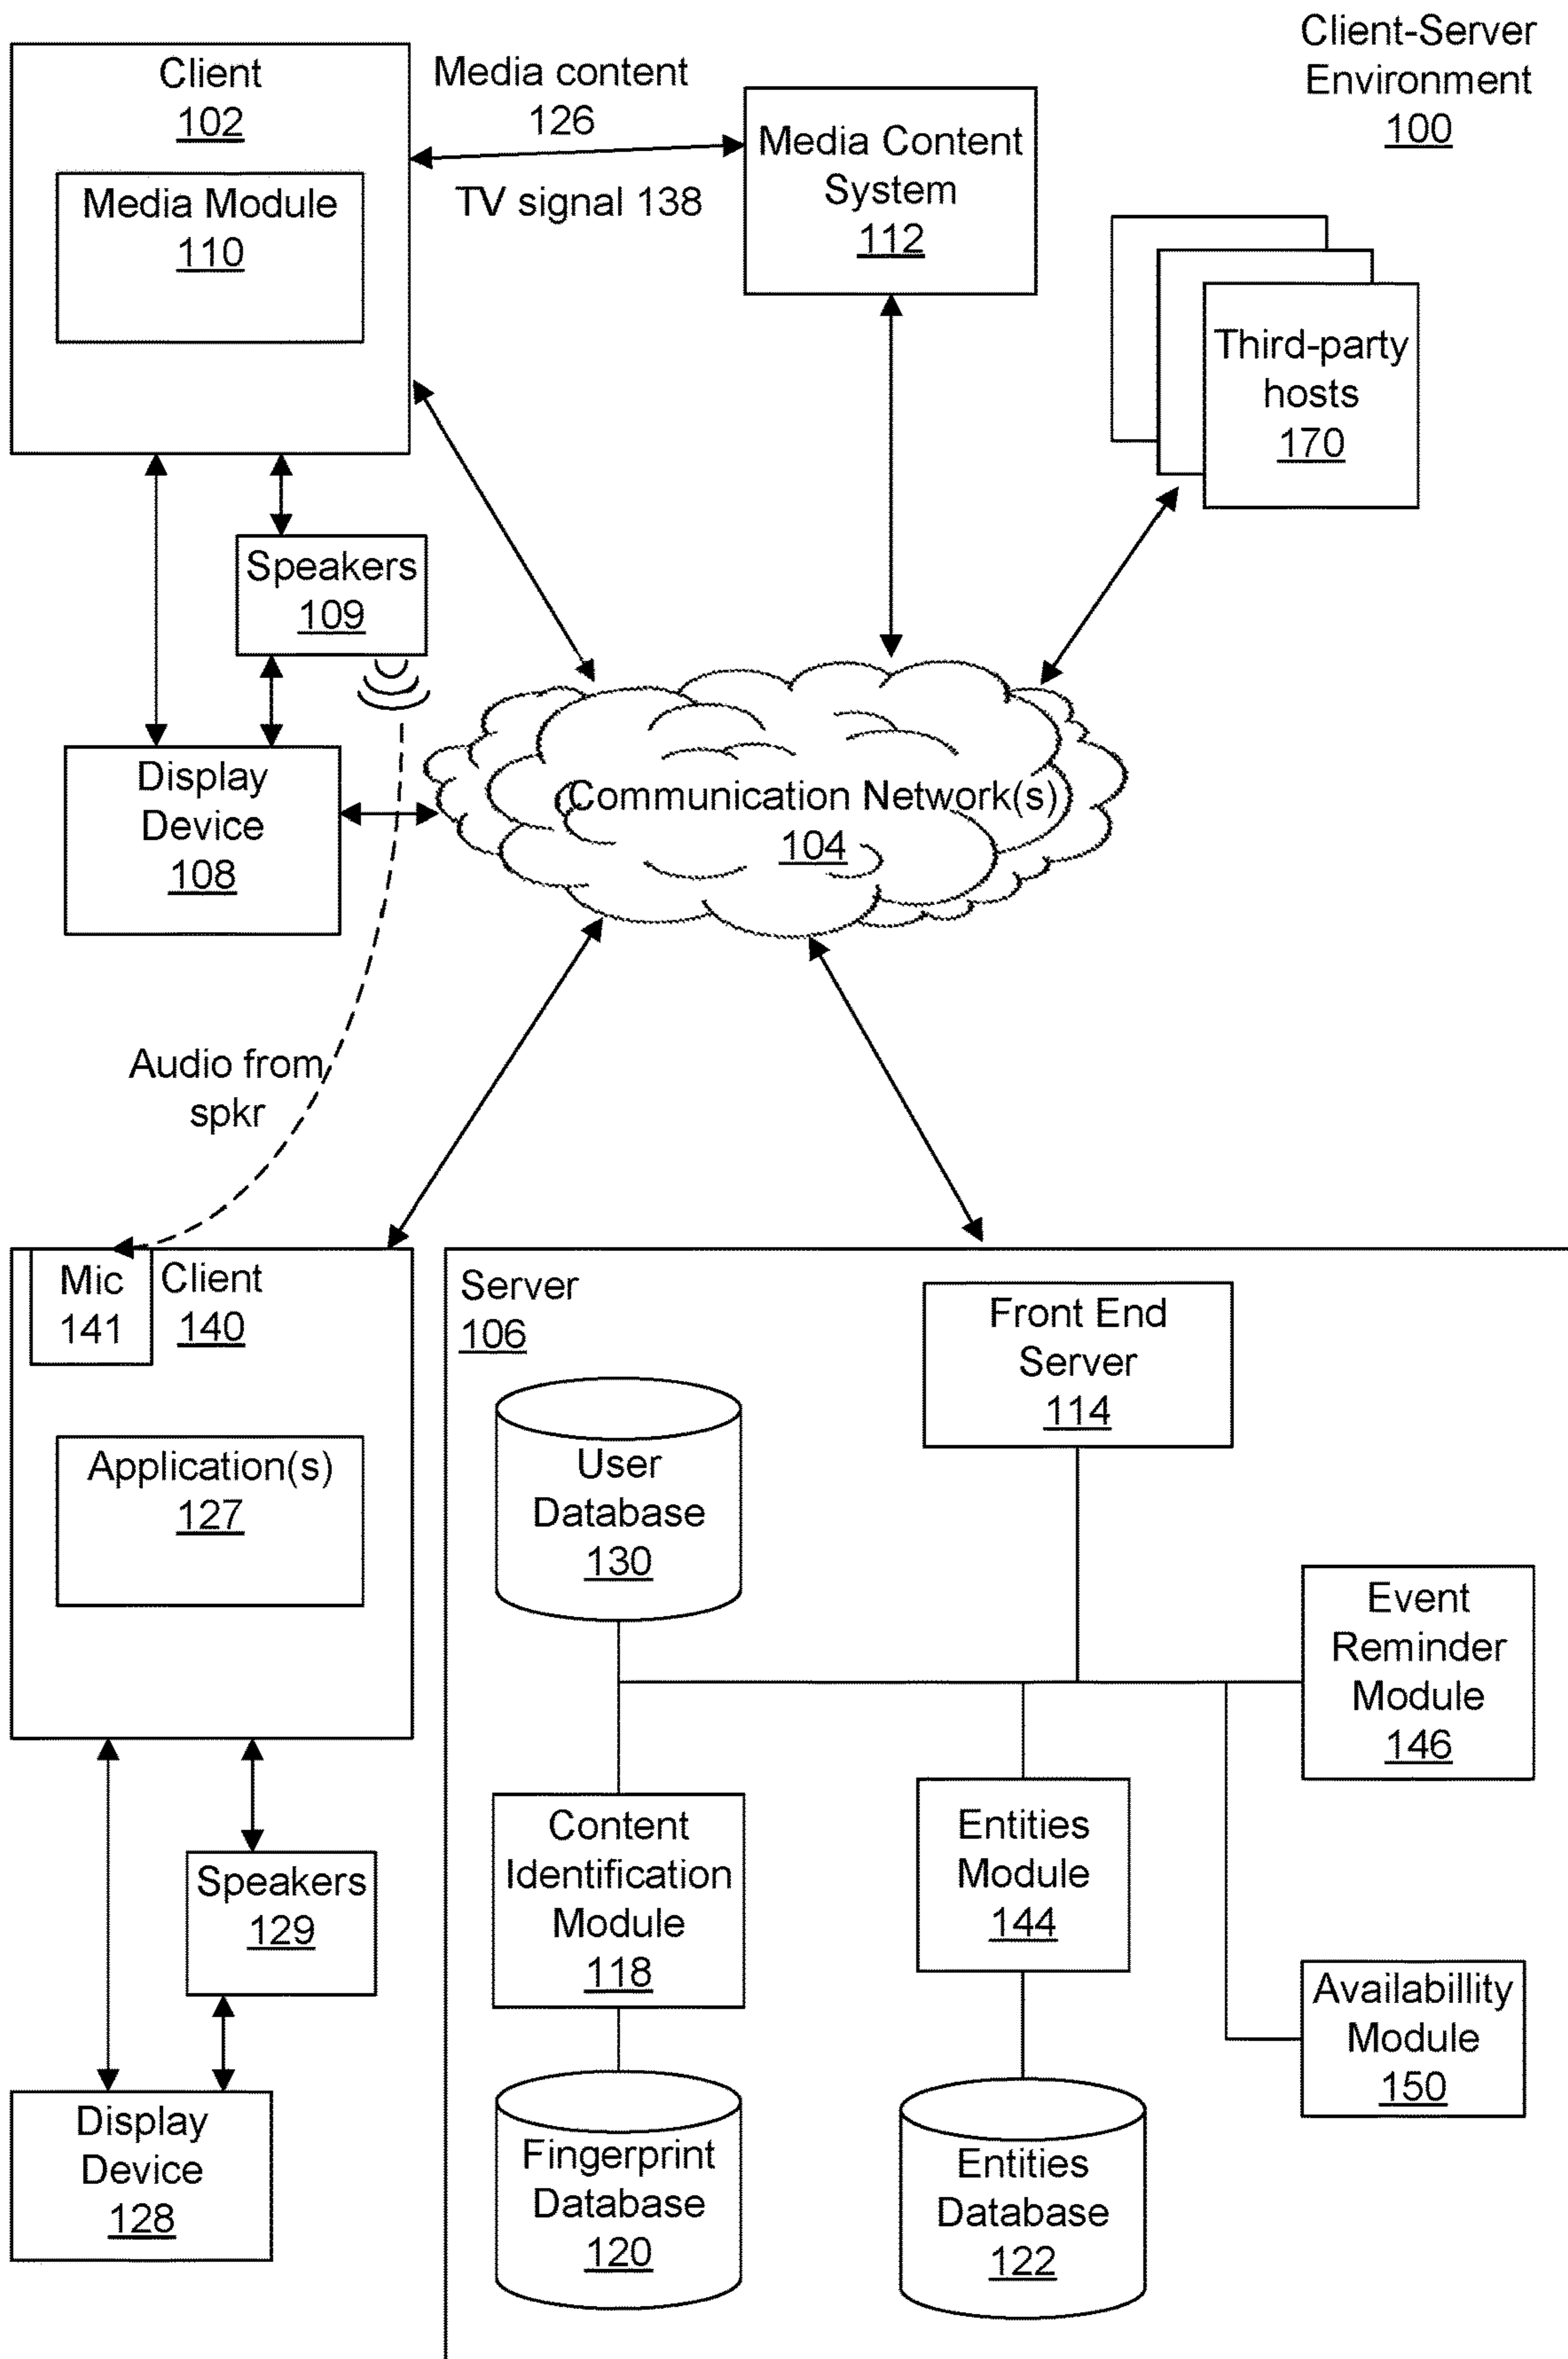 Client-Server
Environment
100
Client
102
Media Module
110
Media content
126
TV signal 138
Media Content
System
112
Third-party
hosts
170
Speakers
109
Display
Device
108
Communication Network(s)
104
Audio from
spkr
Mic
141
Client
140
Application(s)
127
Speakers
129
Display
Device
128
Server
106
Front End
Server
114
User
Database
130
Event
Reminder
Module
146
Content
Identification
Module
118
Entities
Module
144
Availabillity
Module
150
Fingerprint
Database
120
Entities
Database
122